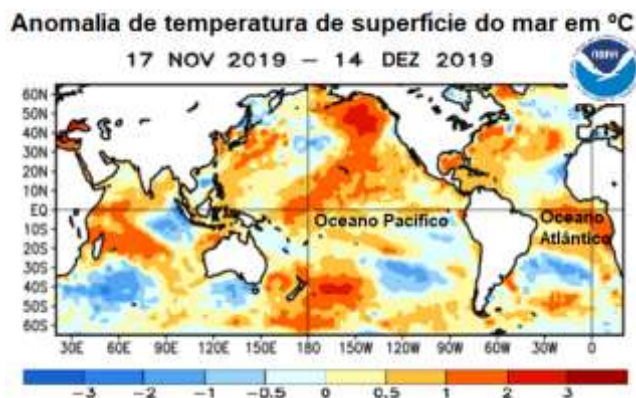 Anomalia de temperatura de superfície do mar em ºC
17 NOV 2019 – 14 DEZ 2019
noaa
60N
50N
40N
30N
20N
10N
EQ
10S
20S
30S
40S
50S
60S
Oceano Pacífico
Oceano
Atlântico
30E 60E 90E 120E 150E 180 150W 120W 90W 60W 30W 0
−3 −2 −1 −0.5 0 0.5 1 2 3